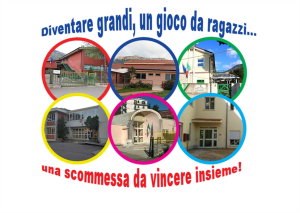 Diventare grandi, un gioco da ragazzi...
una scommessa da vincere insieme!